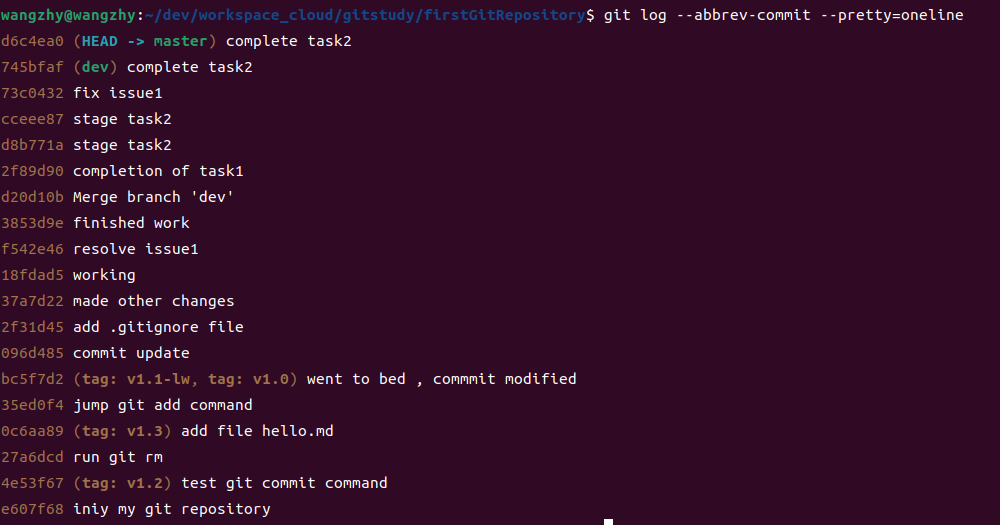 wangzhy@wangzhy:~/dev/workspace_cloud/gitstudy/firstGitRepository$ git log --abbrev-commit --pretty=oneline
d6c4ea0 (HEAD -> master) complete task2
745bfaf (dev) complete task2
73c0432 fix issue1
cceee87 stage task2
d8b771a stage task2
2f89d90 completion of task1
d20d10b Merge branch 'dev'
3853d9e finished work
f542e46 resolve issue1
18fdad5 working
37a7d22 made other changes
2f31d45 add .gitignore file
096d485 commit update
bc5f7d2 (tag: v1.1-lw, tag: v1.0) went to bed , commmit modified
35ed0f4 jump git add command
0c6aa89 (tag: v1.3) add file hello.md
27a6dcd run git rm
4e53f67 (tag: v1.2) test git commit command
e607f68 iniy my git repository